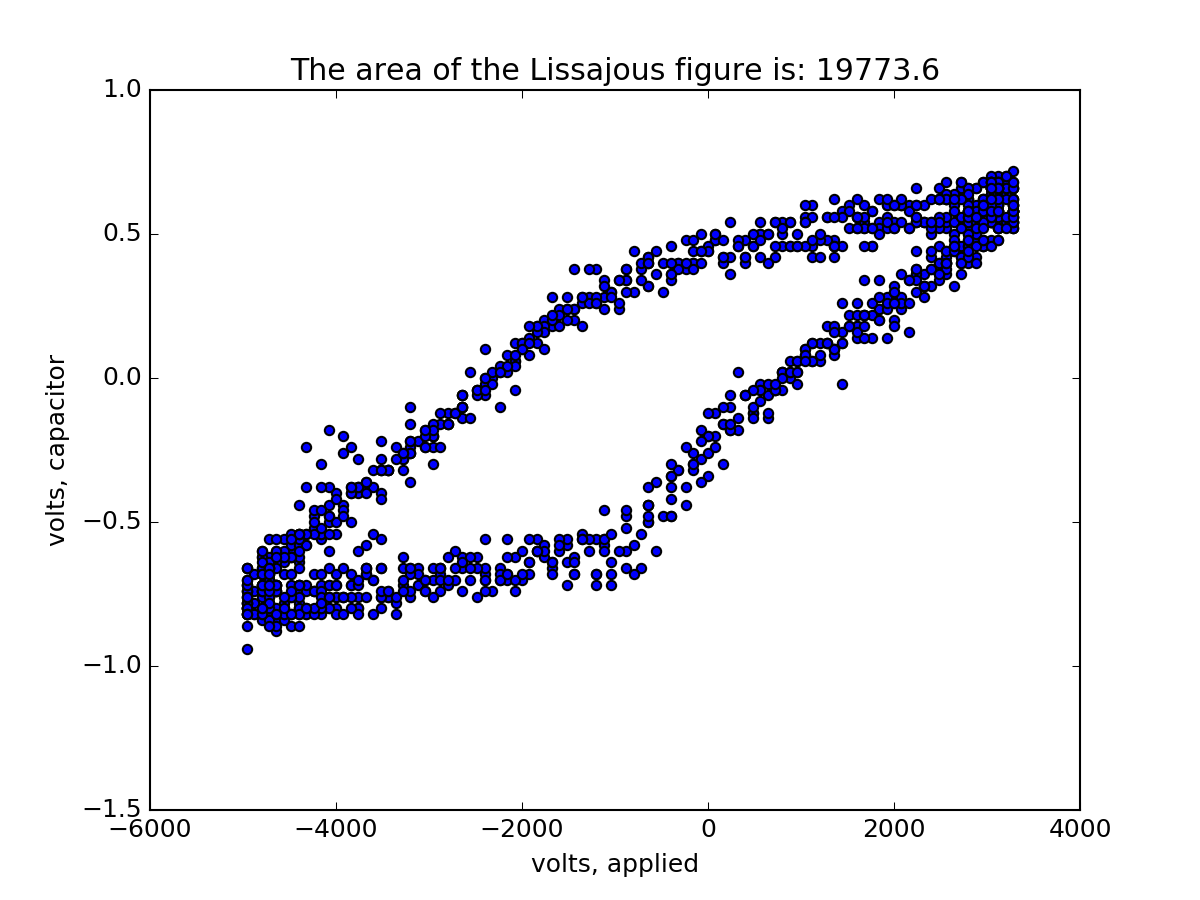 The area of the Lissajous figure is: 19773.6
1.0
0.5
0.0
−0.5
−1.0
−1.5
volts, capacitor
−6000 −4000 −2000 0 2000 4000
volts, applied